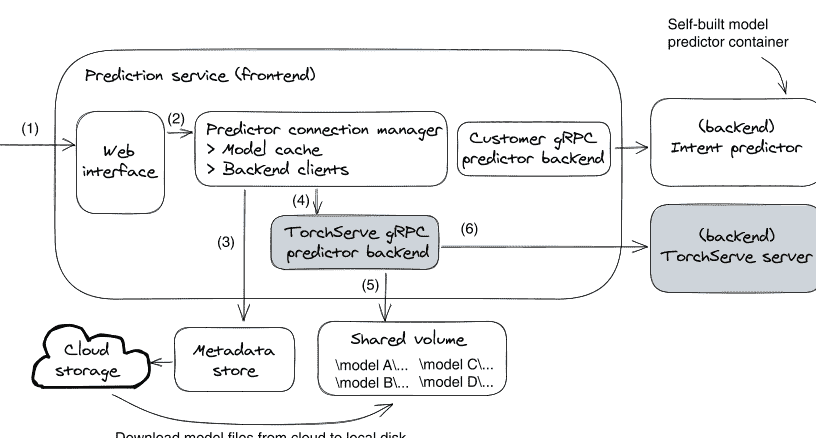 Self-built model
predictor container
Prediction service (frontend)
(1)
(2)
Web
interface
Predictor connection manager
> Model cache
> Backend clients
Customer gRPC
predictor backend
(backend)
Intent predictor
(4)
(3)
TorchServe gRPC
predictor backend
(6)
(backend)
TorchServe server
(5)
Cloud
storage
Metadata
store
Shared volume
\model A\... \model C\...
\model B\... \model D\...
Download model files from cloud to local disk